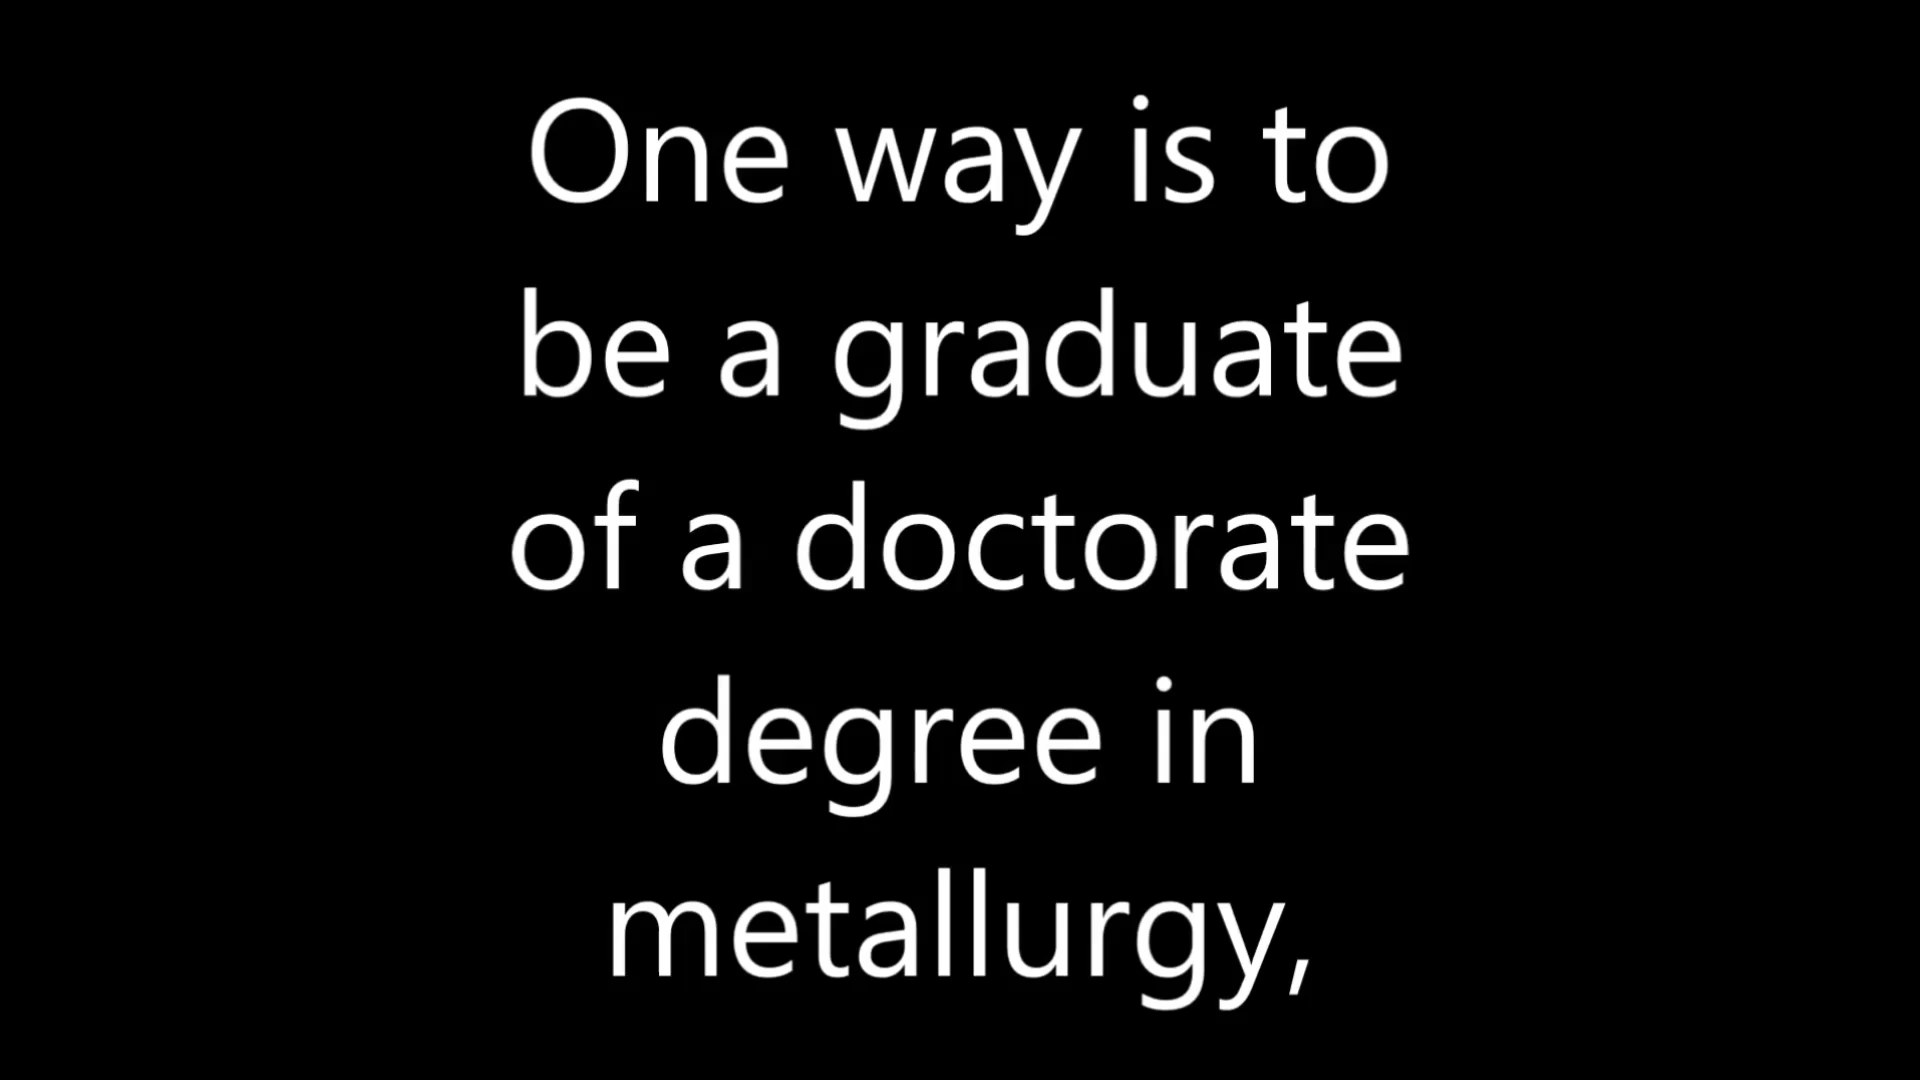 One way is to
be a graduate
of a doctorate
degree in
metallurgy,